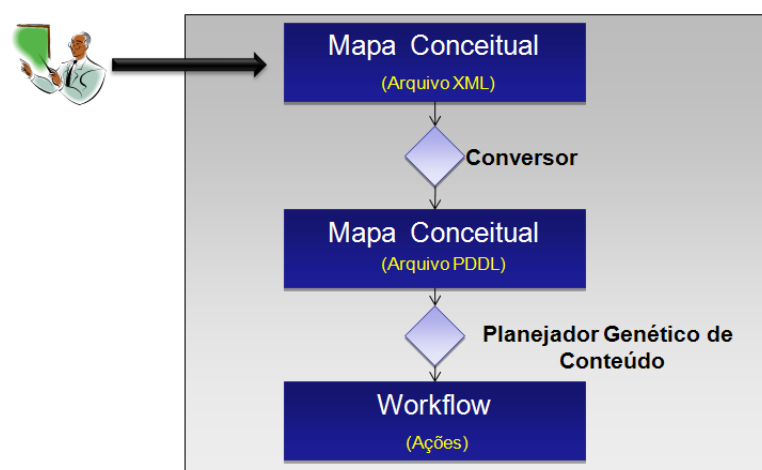 Mapa Conceitual
(Arquivo XML)
Conversor
Mapa Conceitual
(Arquivo PDDL)
Planejador Genético de
Conteúdo
Workflow
(Ações)